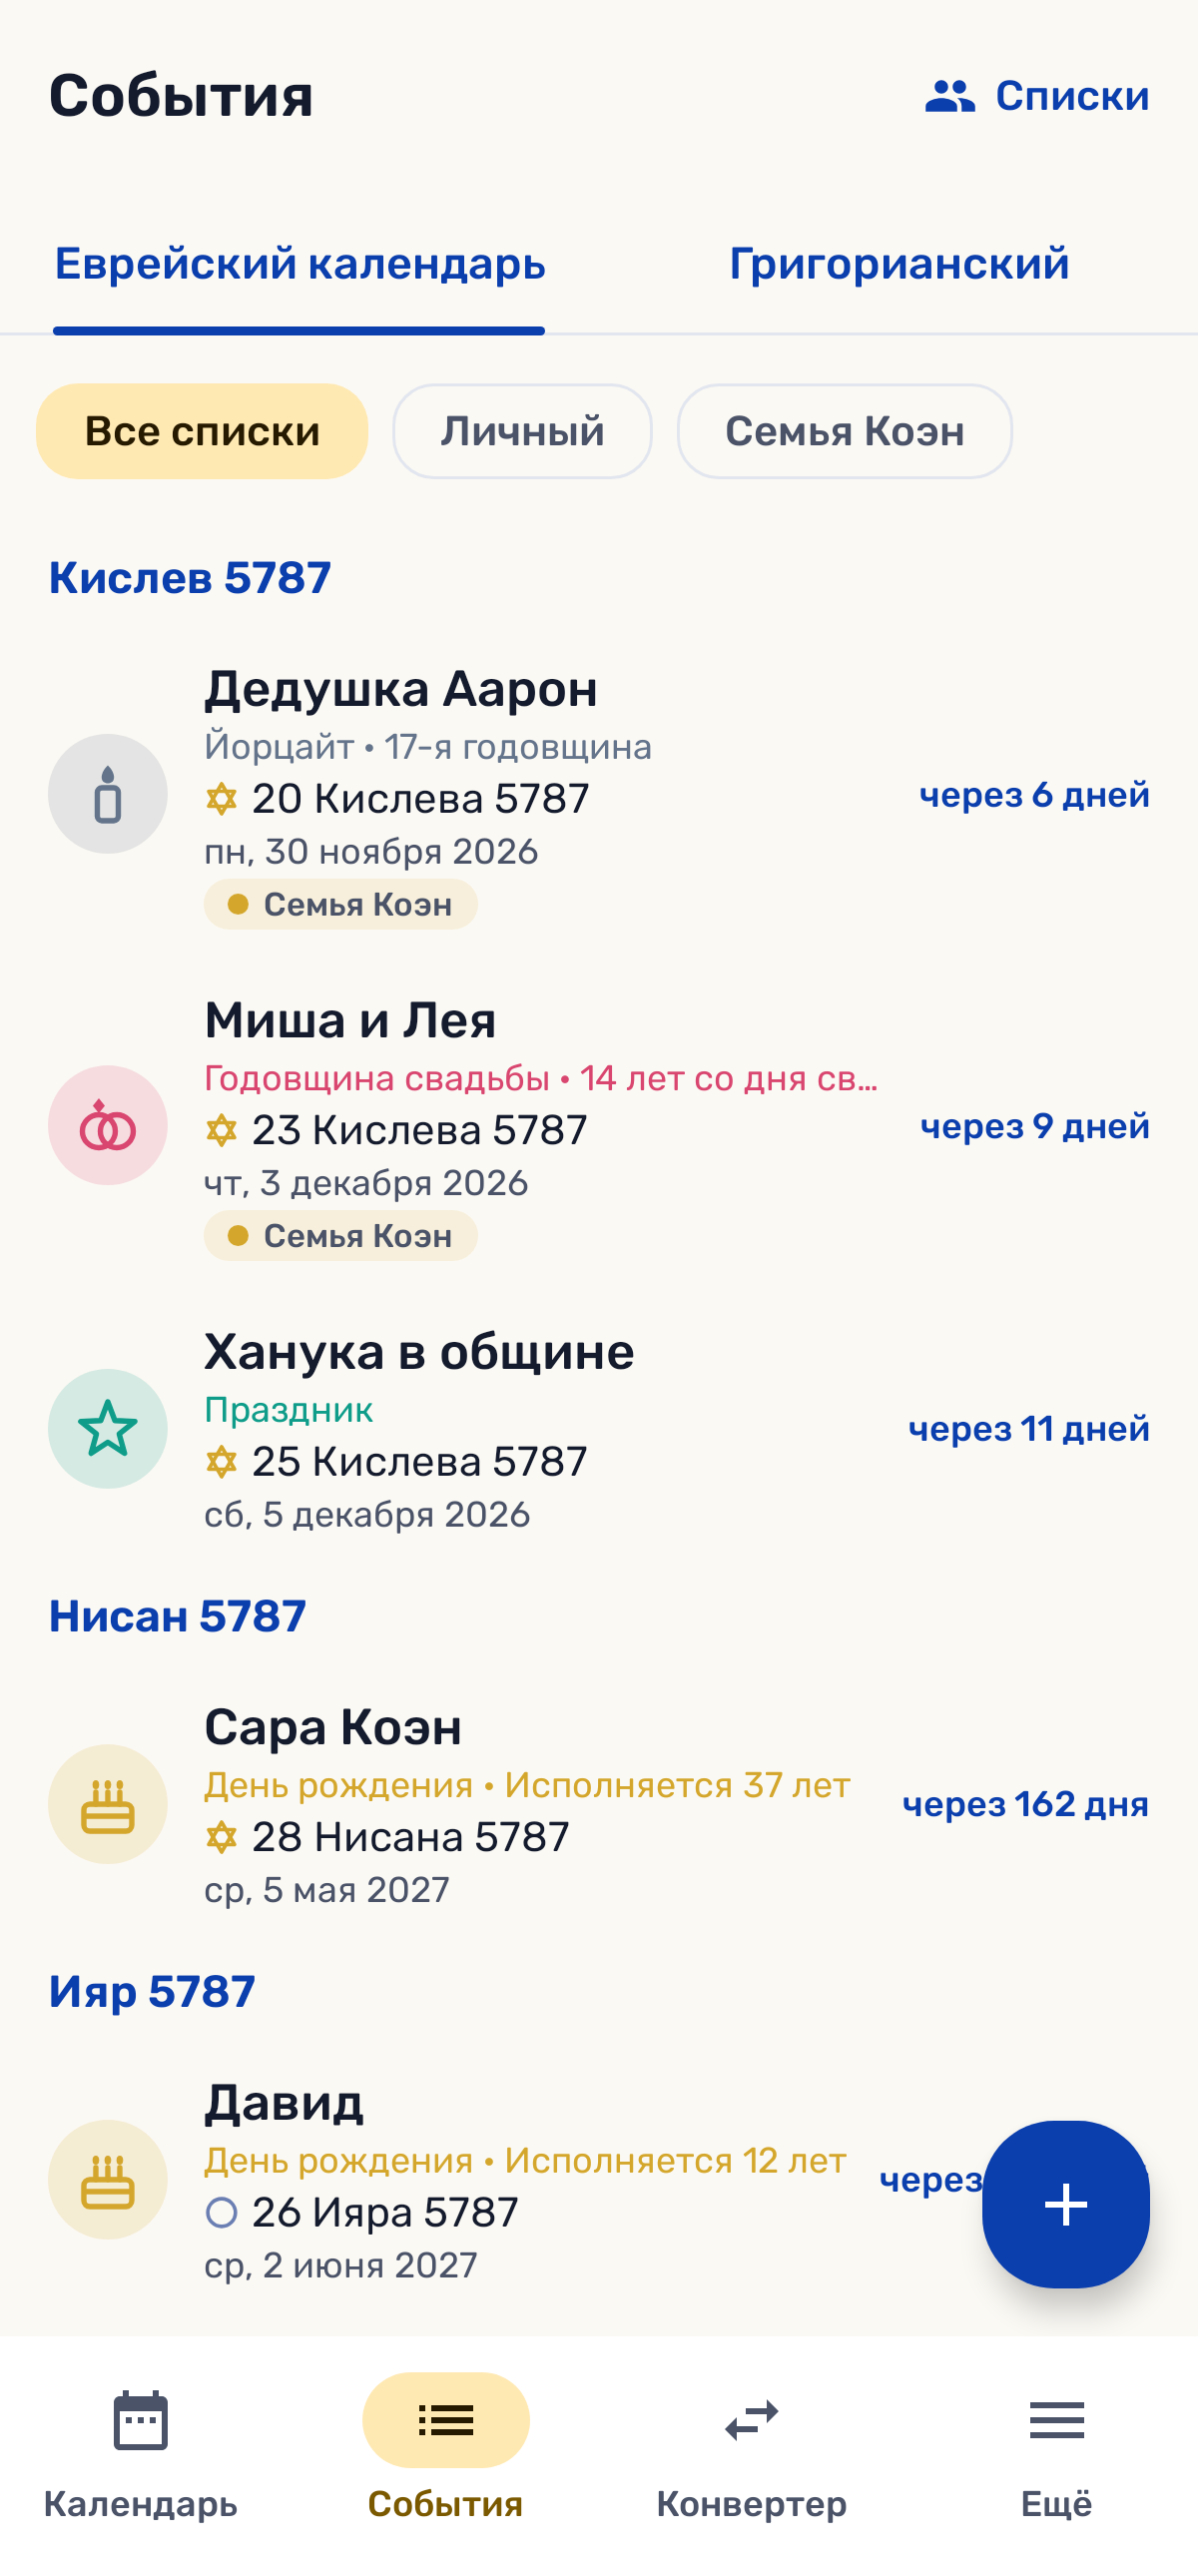 События
Списки
Еврейский календарь
Григорианский
Все списки
Личный
Семья Коэн
Кислев 5787
Дедушка Аарон
Йорцайт • 17-я годовщина
20 Кислева 5787
через 6 дней
пн, 30 ноября 2026
Семья Коэн
Миша и Лея
Годовщина свадьбы • 14 лет со дня св…
23 Кислева 5787
через 9 дней
чт, 3 декабря 2026
Семья Коэн
Ханука в общине
Праздник
25 Кислева 5787
через 11 дней
сб, 5 декабря 2026
Нисан 5787
Сара Коэн
День рождения • Исполняется 37 лет
28 Нисана 5787
через 162 дня
ср, 5 мая 2027
Ияр 5787
Давид
День рождения • Исполняется 12 лет
26 Ияра 5787
через
ср, 2 июня 2027
Календарь
События
Конвертер
Ещё